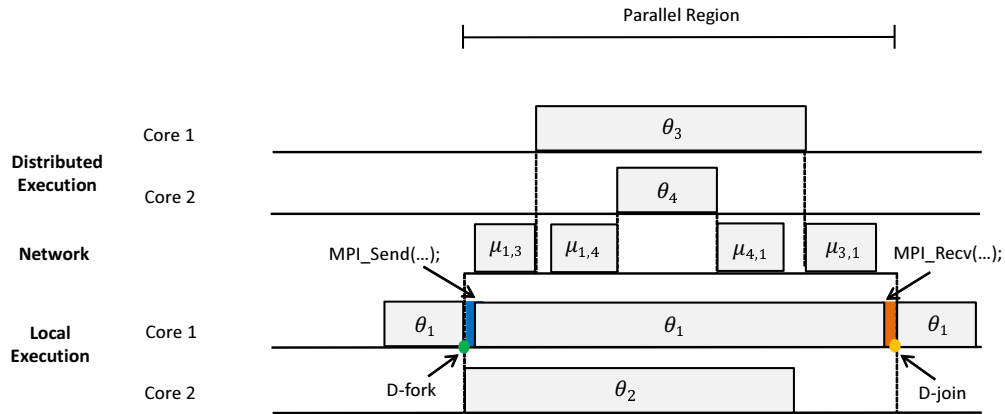 Parallel Region
Core 1
θ₃
Distributed
Execution
Core 2
θ₄
Network
μ₁,₃
μ₁,₄
μ₄,₁
μ₃,₁
MPI_Send(...);
MPI_Recv(...);
Local
Execution
Core 1
θ₁
θ₁
θ₁
D-fork
D-join
Core 2
θ₂